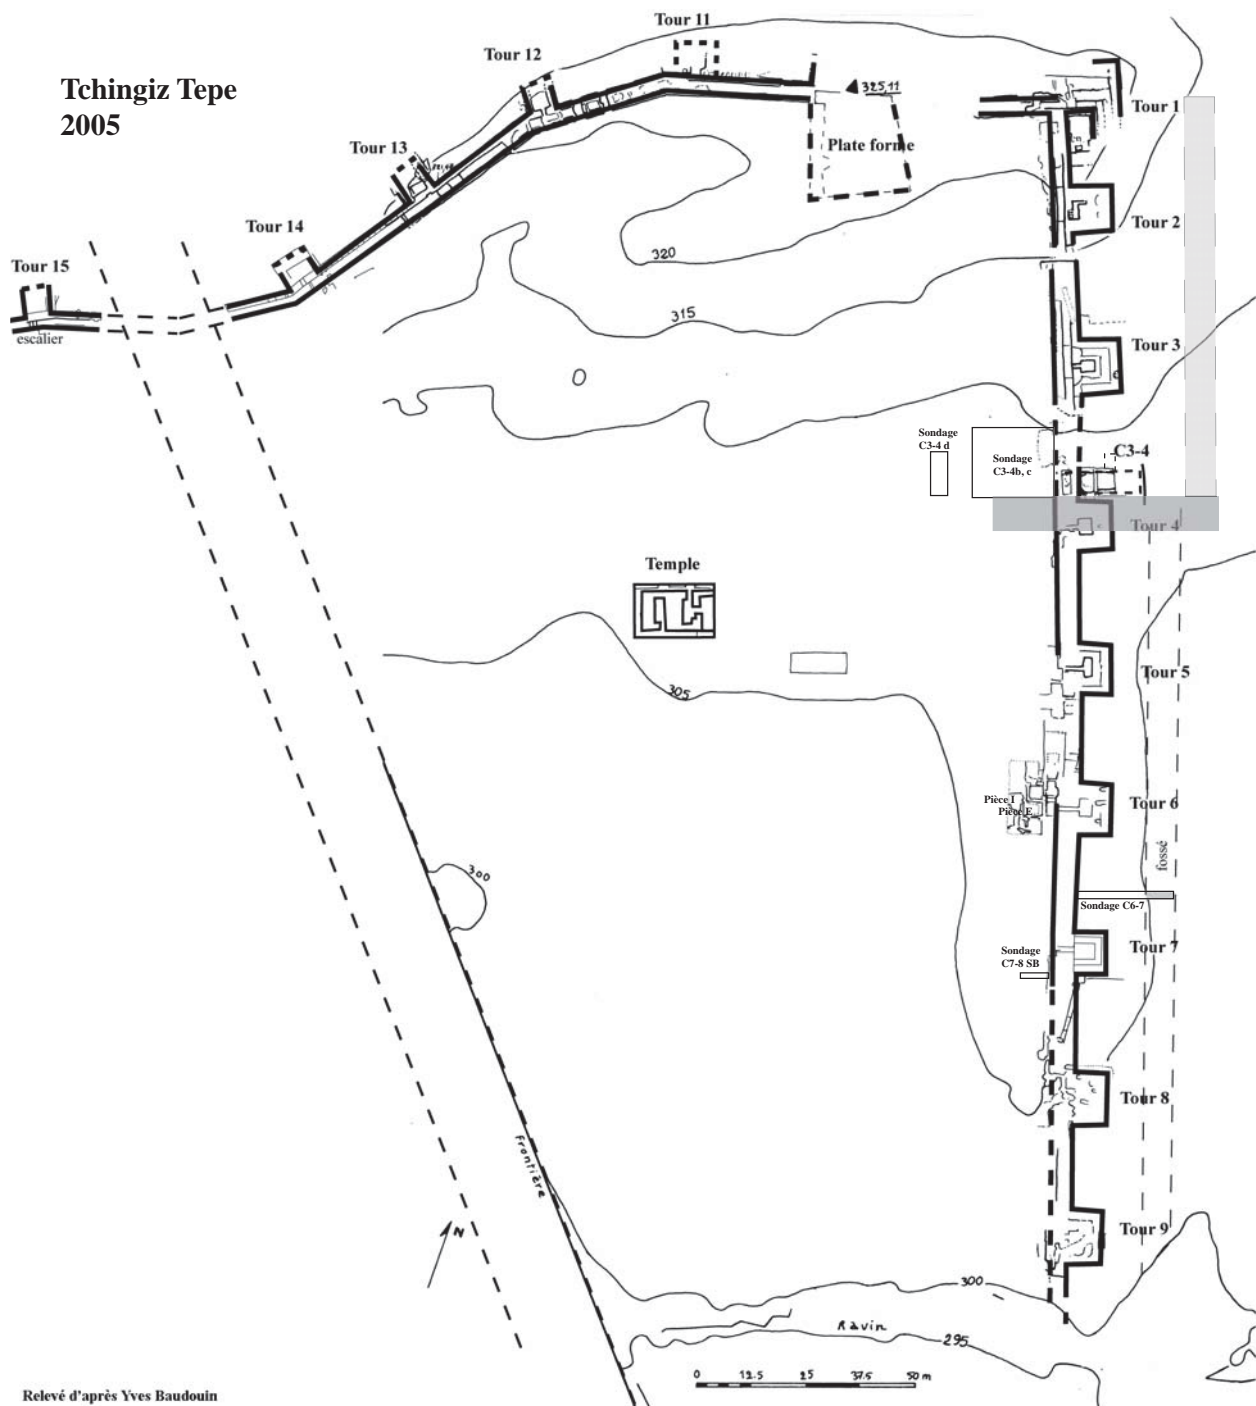 Tchingiz Tepe
2005
Tour 11
Tour 12
Tour 13
Tour 14
Tour 15
escalier
325,11
Plate forme
Tour 1
Tour 2
320
315
Tour 3
Sondage
C3-4 d
Sondage
C3-4b, c
C3-4
Tour 4
Temple
305
Tour 5
Pièce I
Pièce E
Tour 6
fossé
300
Sondage C6-7
Sondage
C7-8 SB
Tour 7
Tour 8
Frontière
N
Tour 9
300
Ravin
295
0 12.5 25 37.5 50 m
Relevé d'après Yves Baudouin